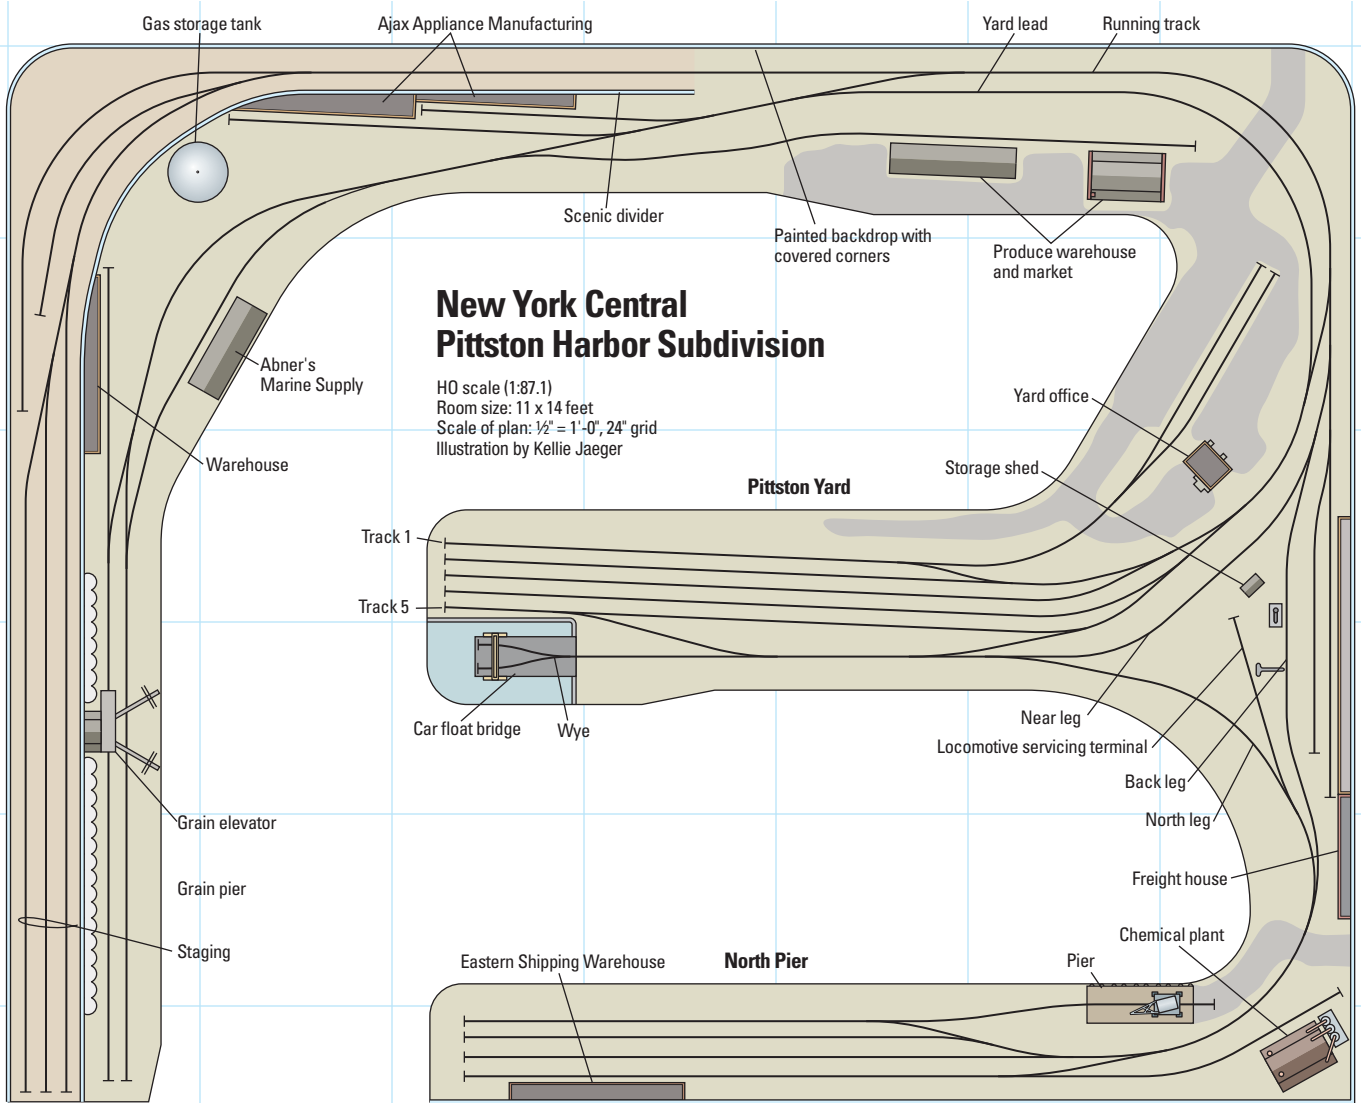 Gas storage tank
Ajax Appliance Manufacturing
Yard lead
Running track
Scenic divider
Painted backdrop with
covered corners
Produce warehouse
and market
New York Central
Pittston Harbor Subdivision
HO scale (1:87.1)
Room size: 11 x 14 feet
Scale of plan: ½" = 1'-0", 24" grid
Illustration by Kellie Jaeger
Abner's
Marine Supply
Warehouse
Yard office
Storage shed
Pittston Yard
Track 1
Track 5
Car float bridge
Wye
Near leg
Locomotive servicing terminal
Back leg
North leg
Grain elevator
Grain pier
Staging
Freight house
Chemical plant
Eastern Shipping Warehouse
North Pier
Pier